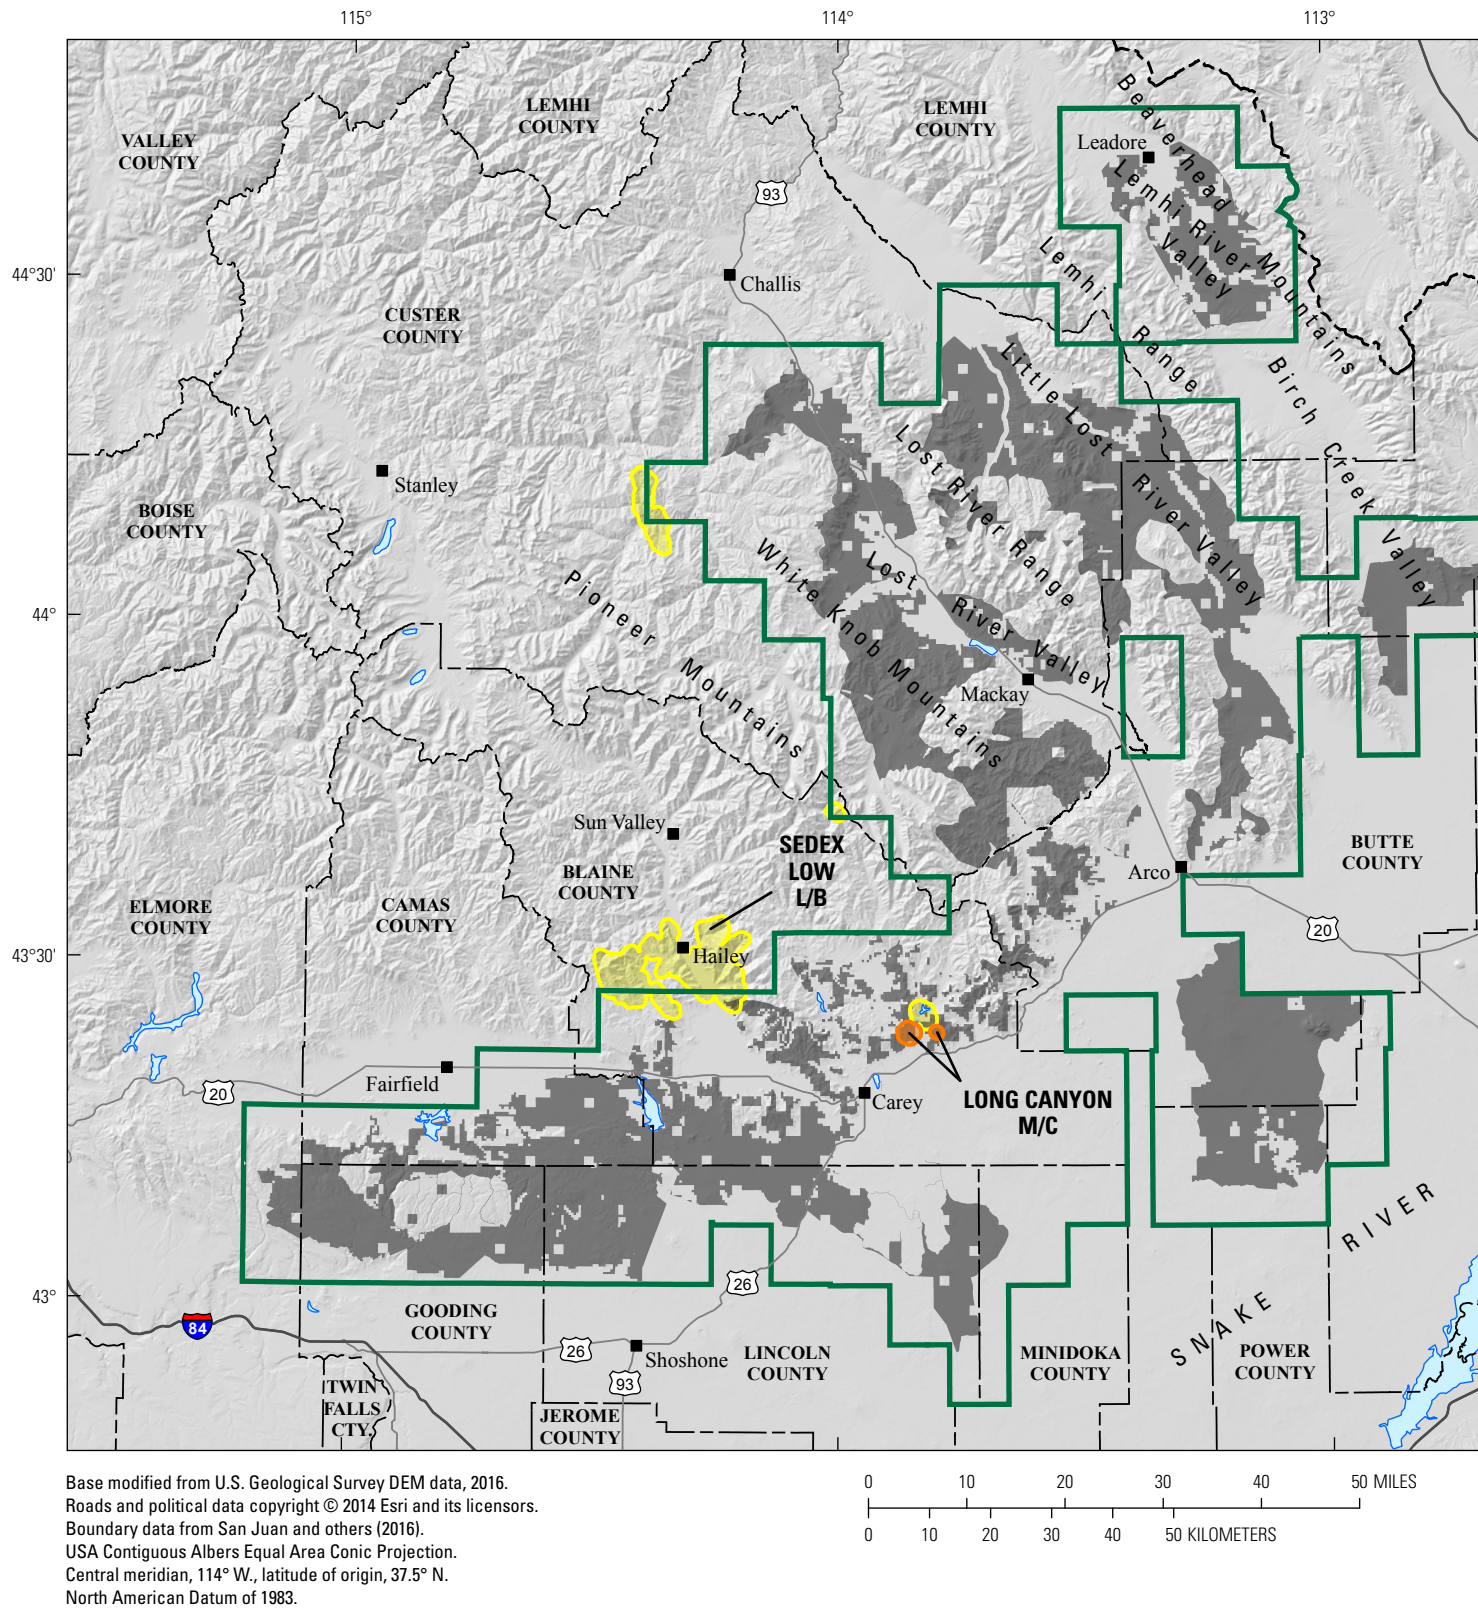 115°
114°
113°
44°30'
44°
43°30'
43°
VALLEY
COUNTY
LEMHI
COUNTY
LEMHI
COUNTY
Beaverhead Mountains
Leadore
Lemhi River
Valley
93
Lemhi Range
Challis
CUSTER
COUNTY
Birch Creek Valley
Little Lost River Valley
Lost River Range
Stanley
BOISE
COUNTY
White Knob Mountains
Lost River Valley
Pioneer Mountains
Mackay
Sun Valley
SEDEX
LOW
L/B
BLAINE
COUNTY
BUTTE
COUNTY
Arco
ELMORE
COUNTY
CAMAS
COUNTY
20
Hailey
Fairfield
20
Carey
LONG CANYON
M/C
SNAKE RIVER
26
GOODING
COUNTY
84
26
Shoshone
LINCOLN
COUNTY
MINIDOKA
COUNTY
POWER
COUNTY
93
TWIN
FALLS
CTY.
JEROME
COUNTY
Base modified from U.S. Geological Survey DEM data, 2016.
Roads and political data copyright © 2014 Esri and its licensors.
Boundary data from San Juan and others (2016).
USA Contiguous Albers Equal Area Conic Projection.
Central meridian, 114° W., latitude of origin, 37.5° N.
North American Datum of 1983.
0 10 20 30 40 50 MILES
0 10 20 30 40 50 KILOMETERS